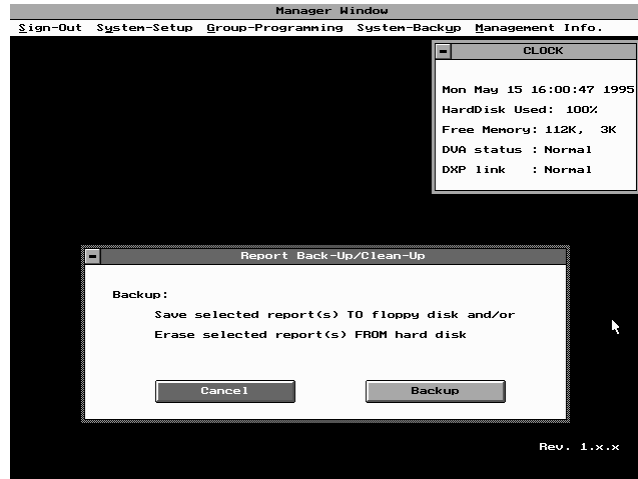 Manager Window
Sign-Out System-Setup Group-Programming System-Backup Management Info.
CLOCK
Mon May 15 16:00:47 1995
HardDisk Used: 100%
Free Memory: 112K, 3K
DVA status : Normal
DXP link : Normal
Report Back-Up/Clean-Up
Backup:
Save selected report(s) TO floppy disk and/or
Erase selected report(s) FROM hard disk
Cancel Backup
Rev. 1.x.x